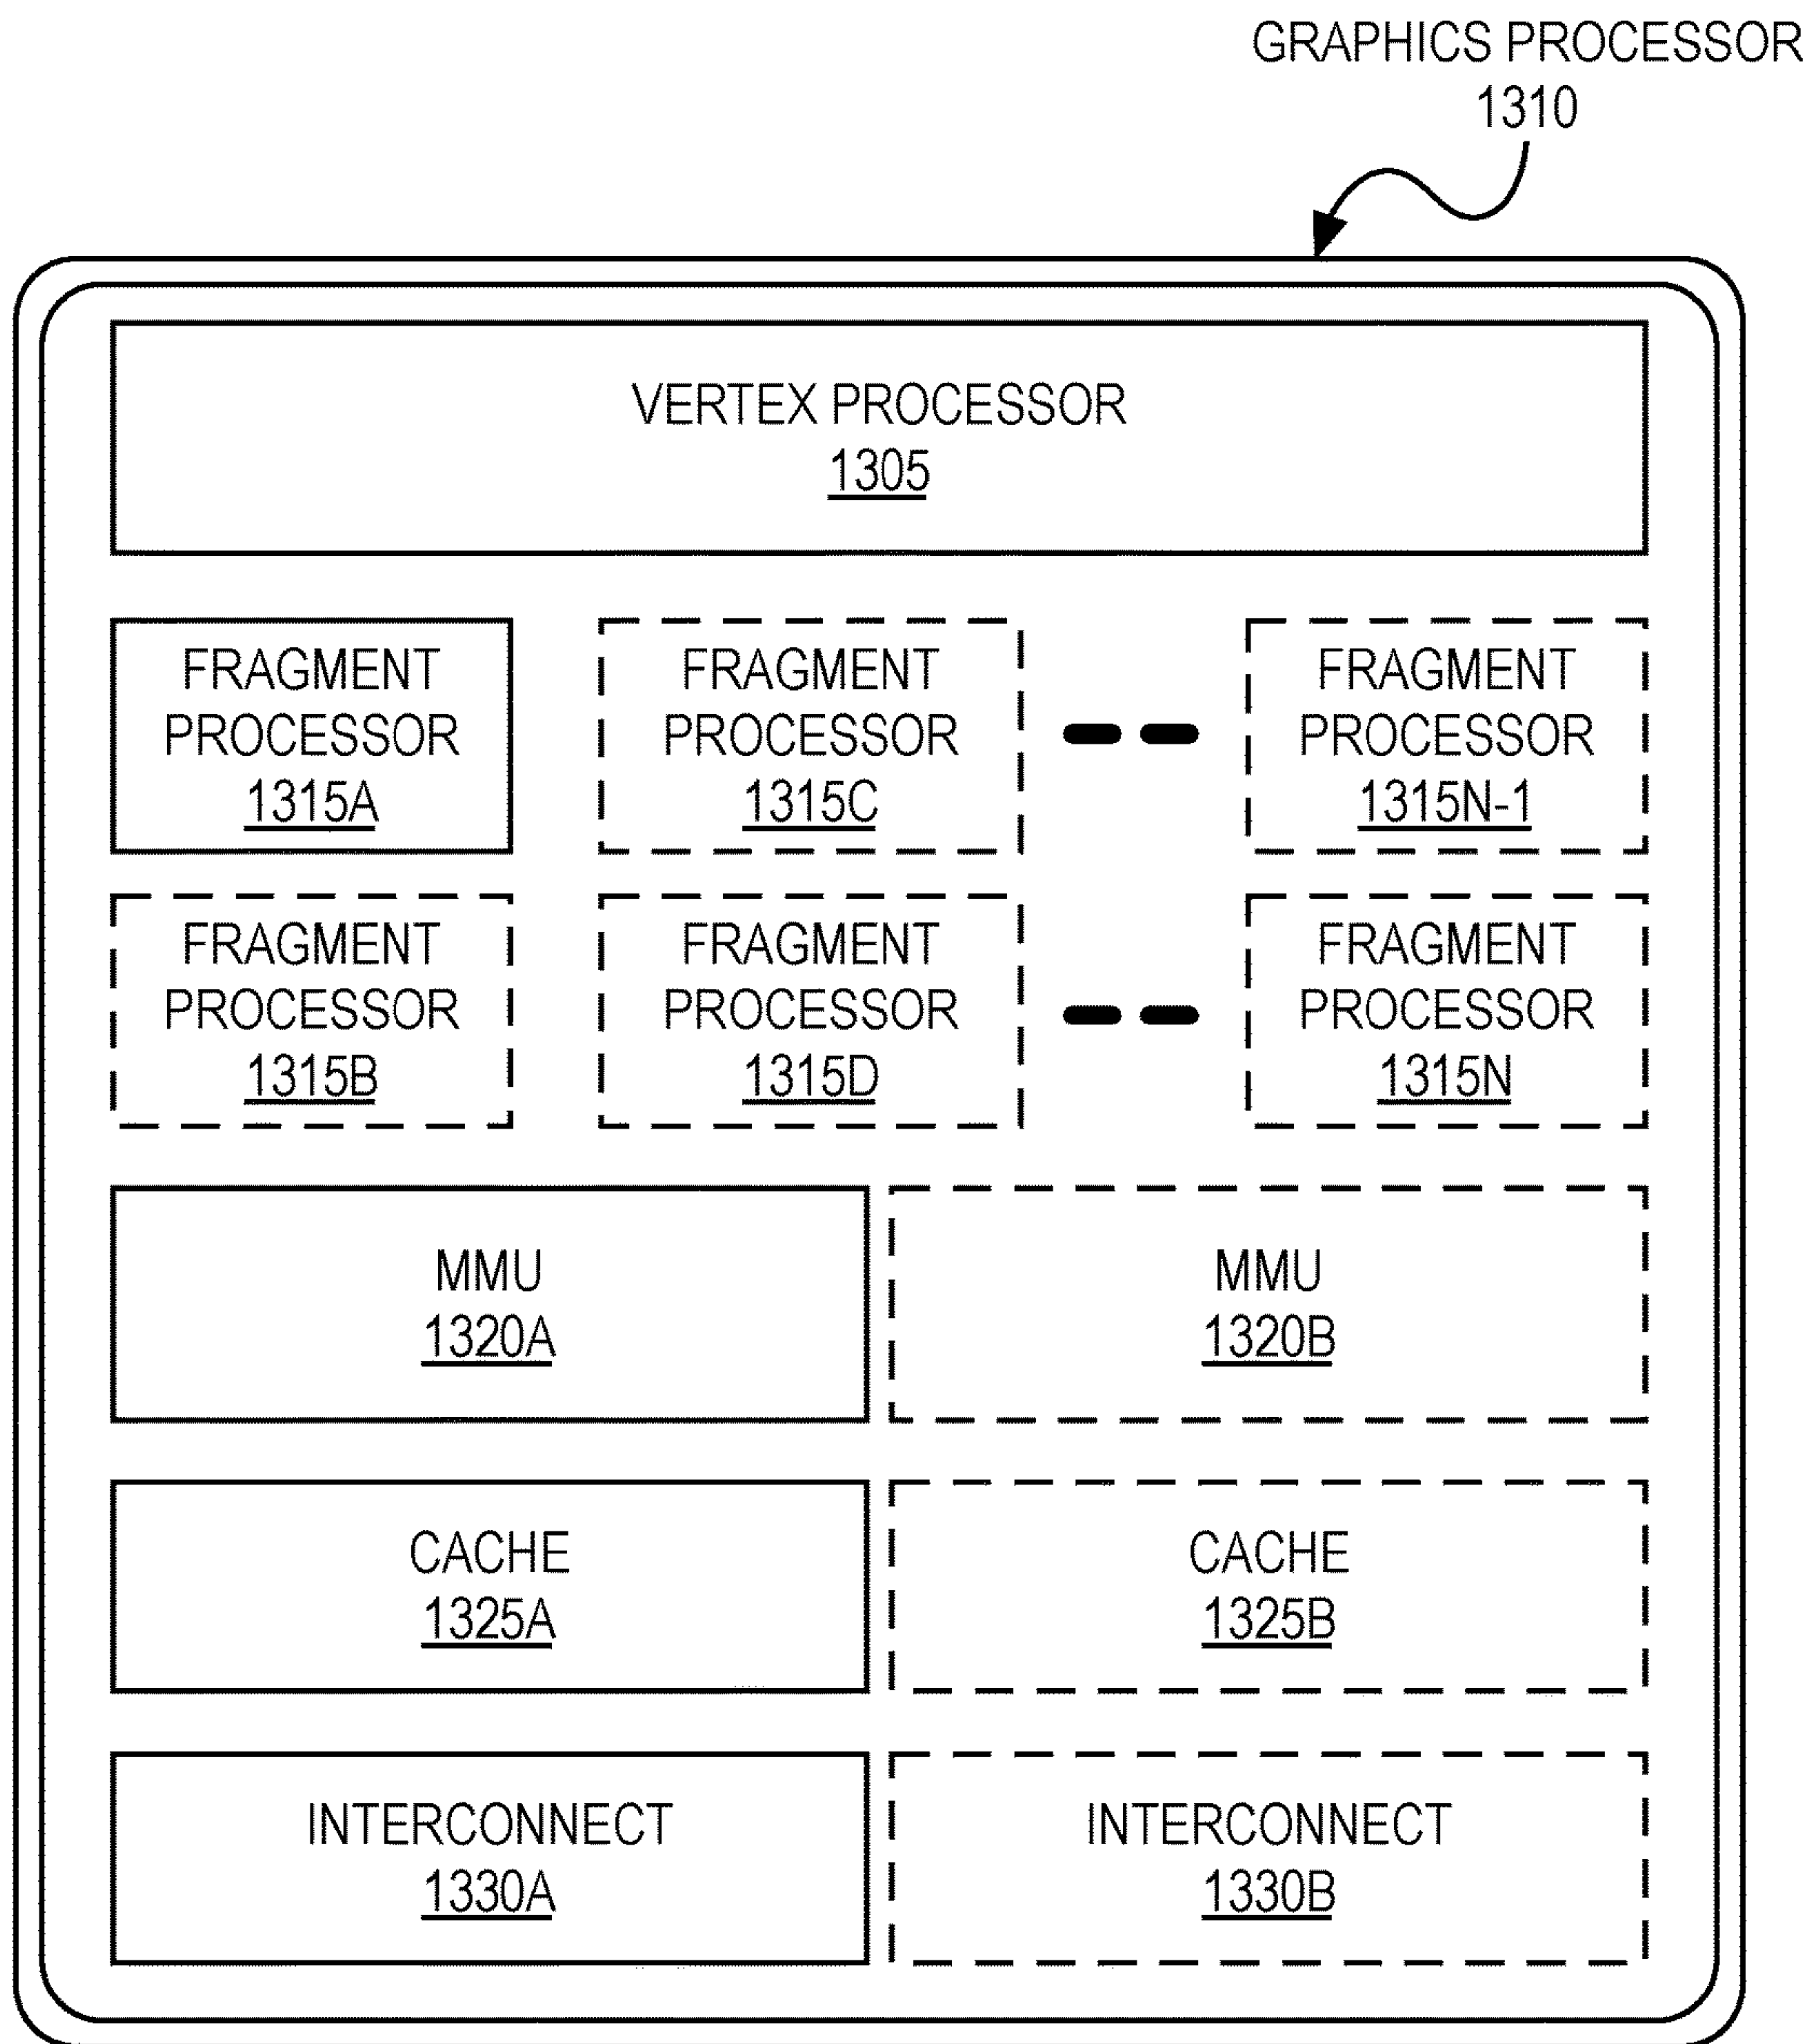 GRAPHICS PROCESSOR
1310
VERTEX PROCESSOR
1305
FRAGMENT
PROCESSOR
1315A
FRAGMENT
PROCESSOR
1315C
FRAGMENT
PROCESSOR
1315N-1
FRAGMENT
PROCESSOR
1315B
FRAGMENT
PROCESSOR
1315D
FRAGMENT
PROCESSOR
1315N
MMU
1320A
MMU
1320B
CACHE
1325A
CACHE
1325B
INTERCONNECT
1330A
INTERCONNECT
1330B